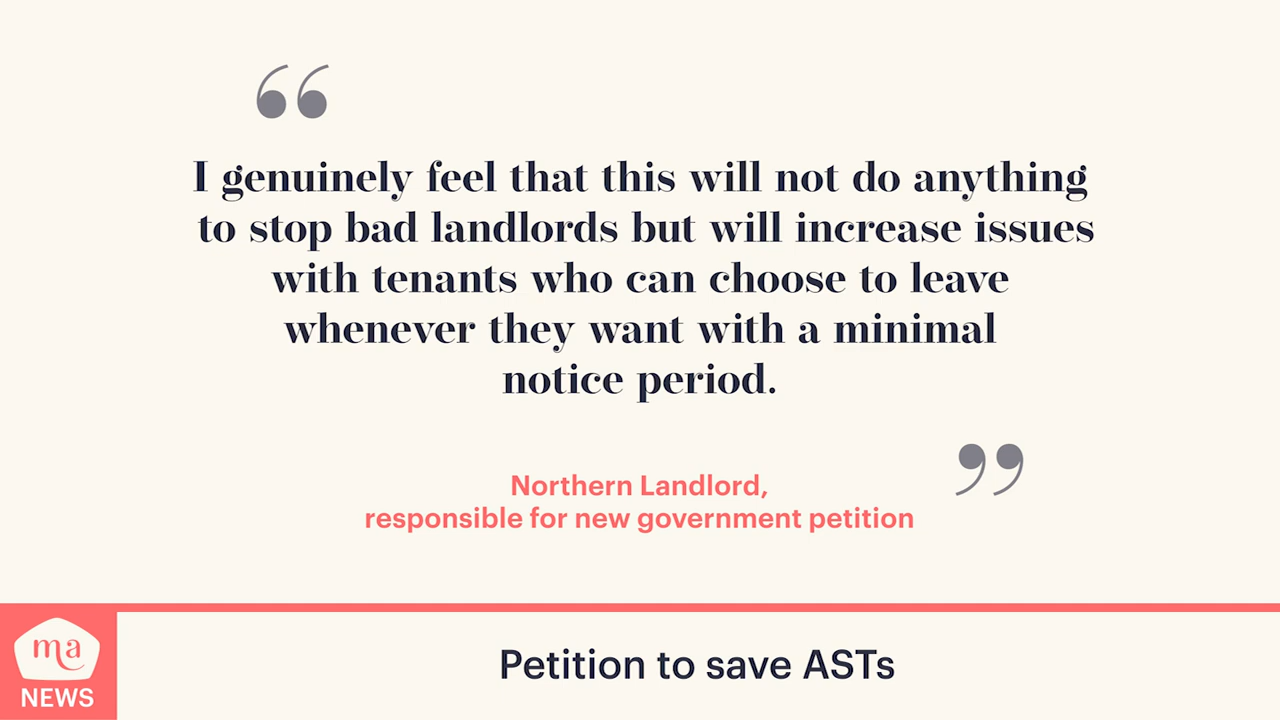 “
I genuinely feel that this will not do anything
to stop bad landlords but will increase issues
with tenants who can choose to leave
whenever they want with a minimal
notice period.
”
Northern Landlord,
responsible for new government petition
ma
NEWS
Petition to save ASTs